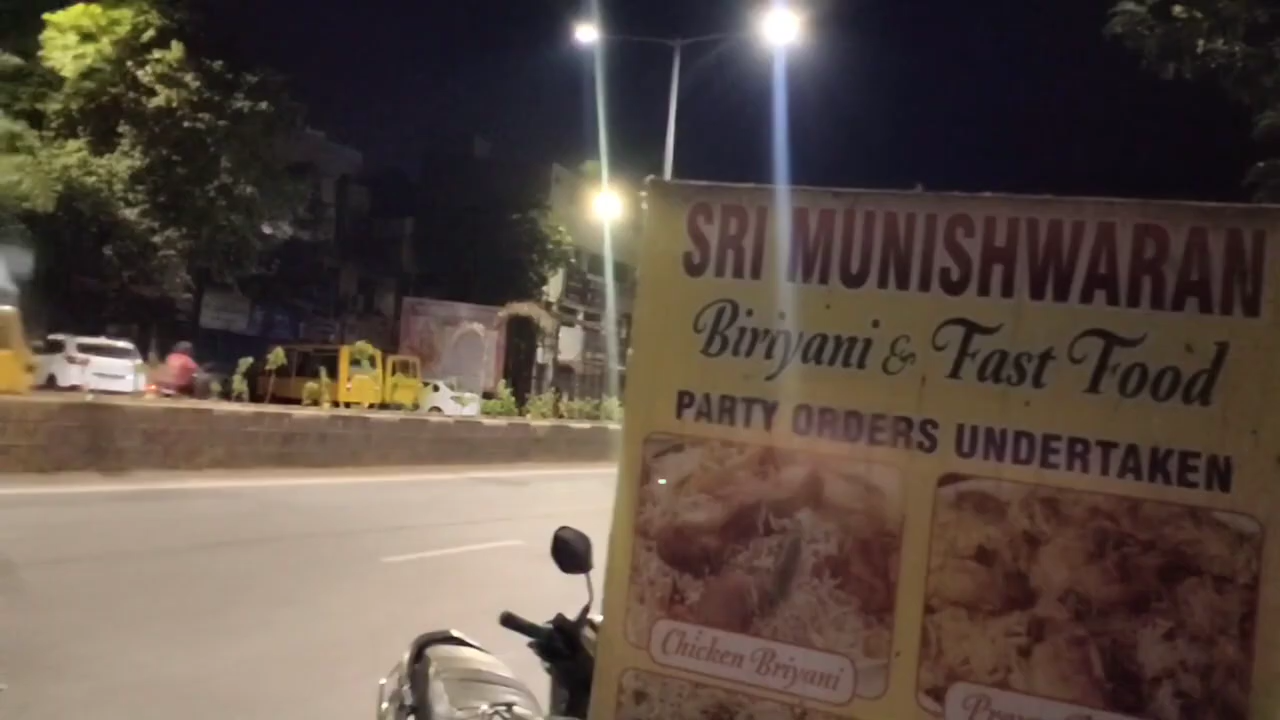 SRI MUNISHWARAN
Biriyani & Fast Food
PARTY ORDERS UNDERTAKEN
Chicken Briyani